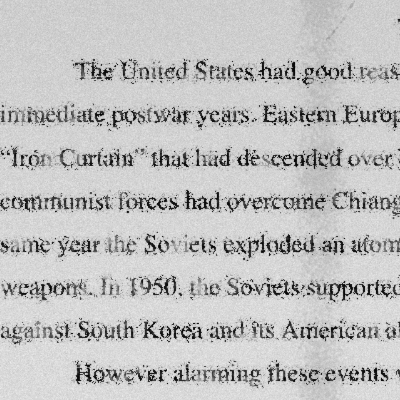 The United States had good reas
immediate postwar years. Eastern Europ
“Iron Curtain” that had descended over
communist forces had overcome Chiang
same year the Soviets exploded an atom
weapons. In 1950, the Soviets supported
against South Korea and its American al
However alarming these events